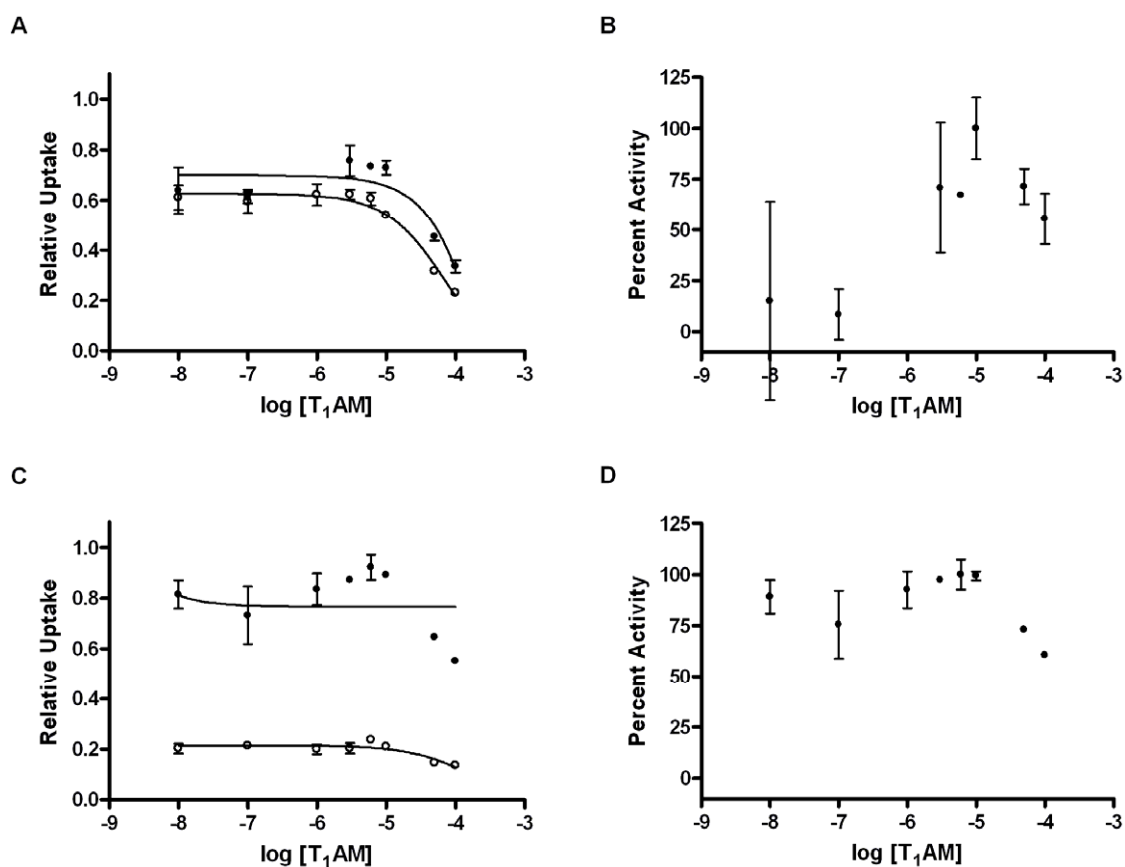 A
Relative Uptake
1.0
0.8
0.6
0.4
0.2
0.0
-9 -8 -7 -6 -5 -4 -3
log [T₁AM]
B
Percent Activity
125
100
75
50
25
0
-9 -8 -7 -6 -5 -4 -3
log [T₁AM]
C
Relative Uptake
1.0
0.8
0.6
0.4
0.2
0.0
-9 -8 -7 -6 -5 -4 -3
log [T₁AM]
D
Percent Activity
125
100
75
50
25
0
-9 -8 -7 -6 -5 -4 -3
log [T₁AM]